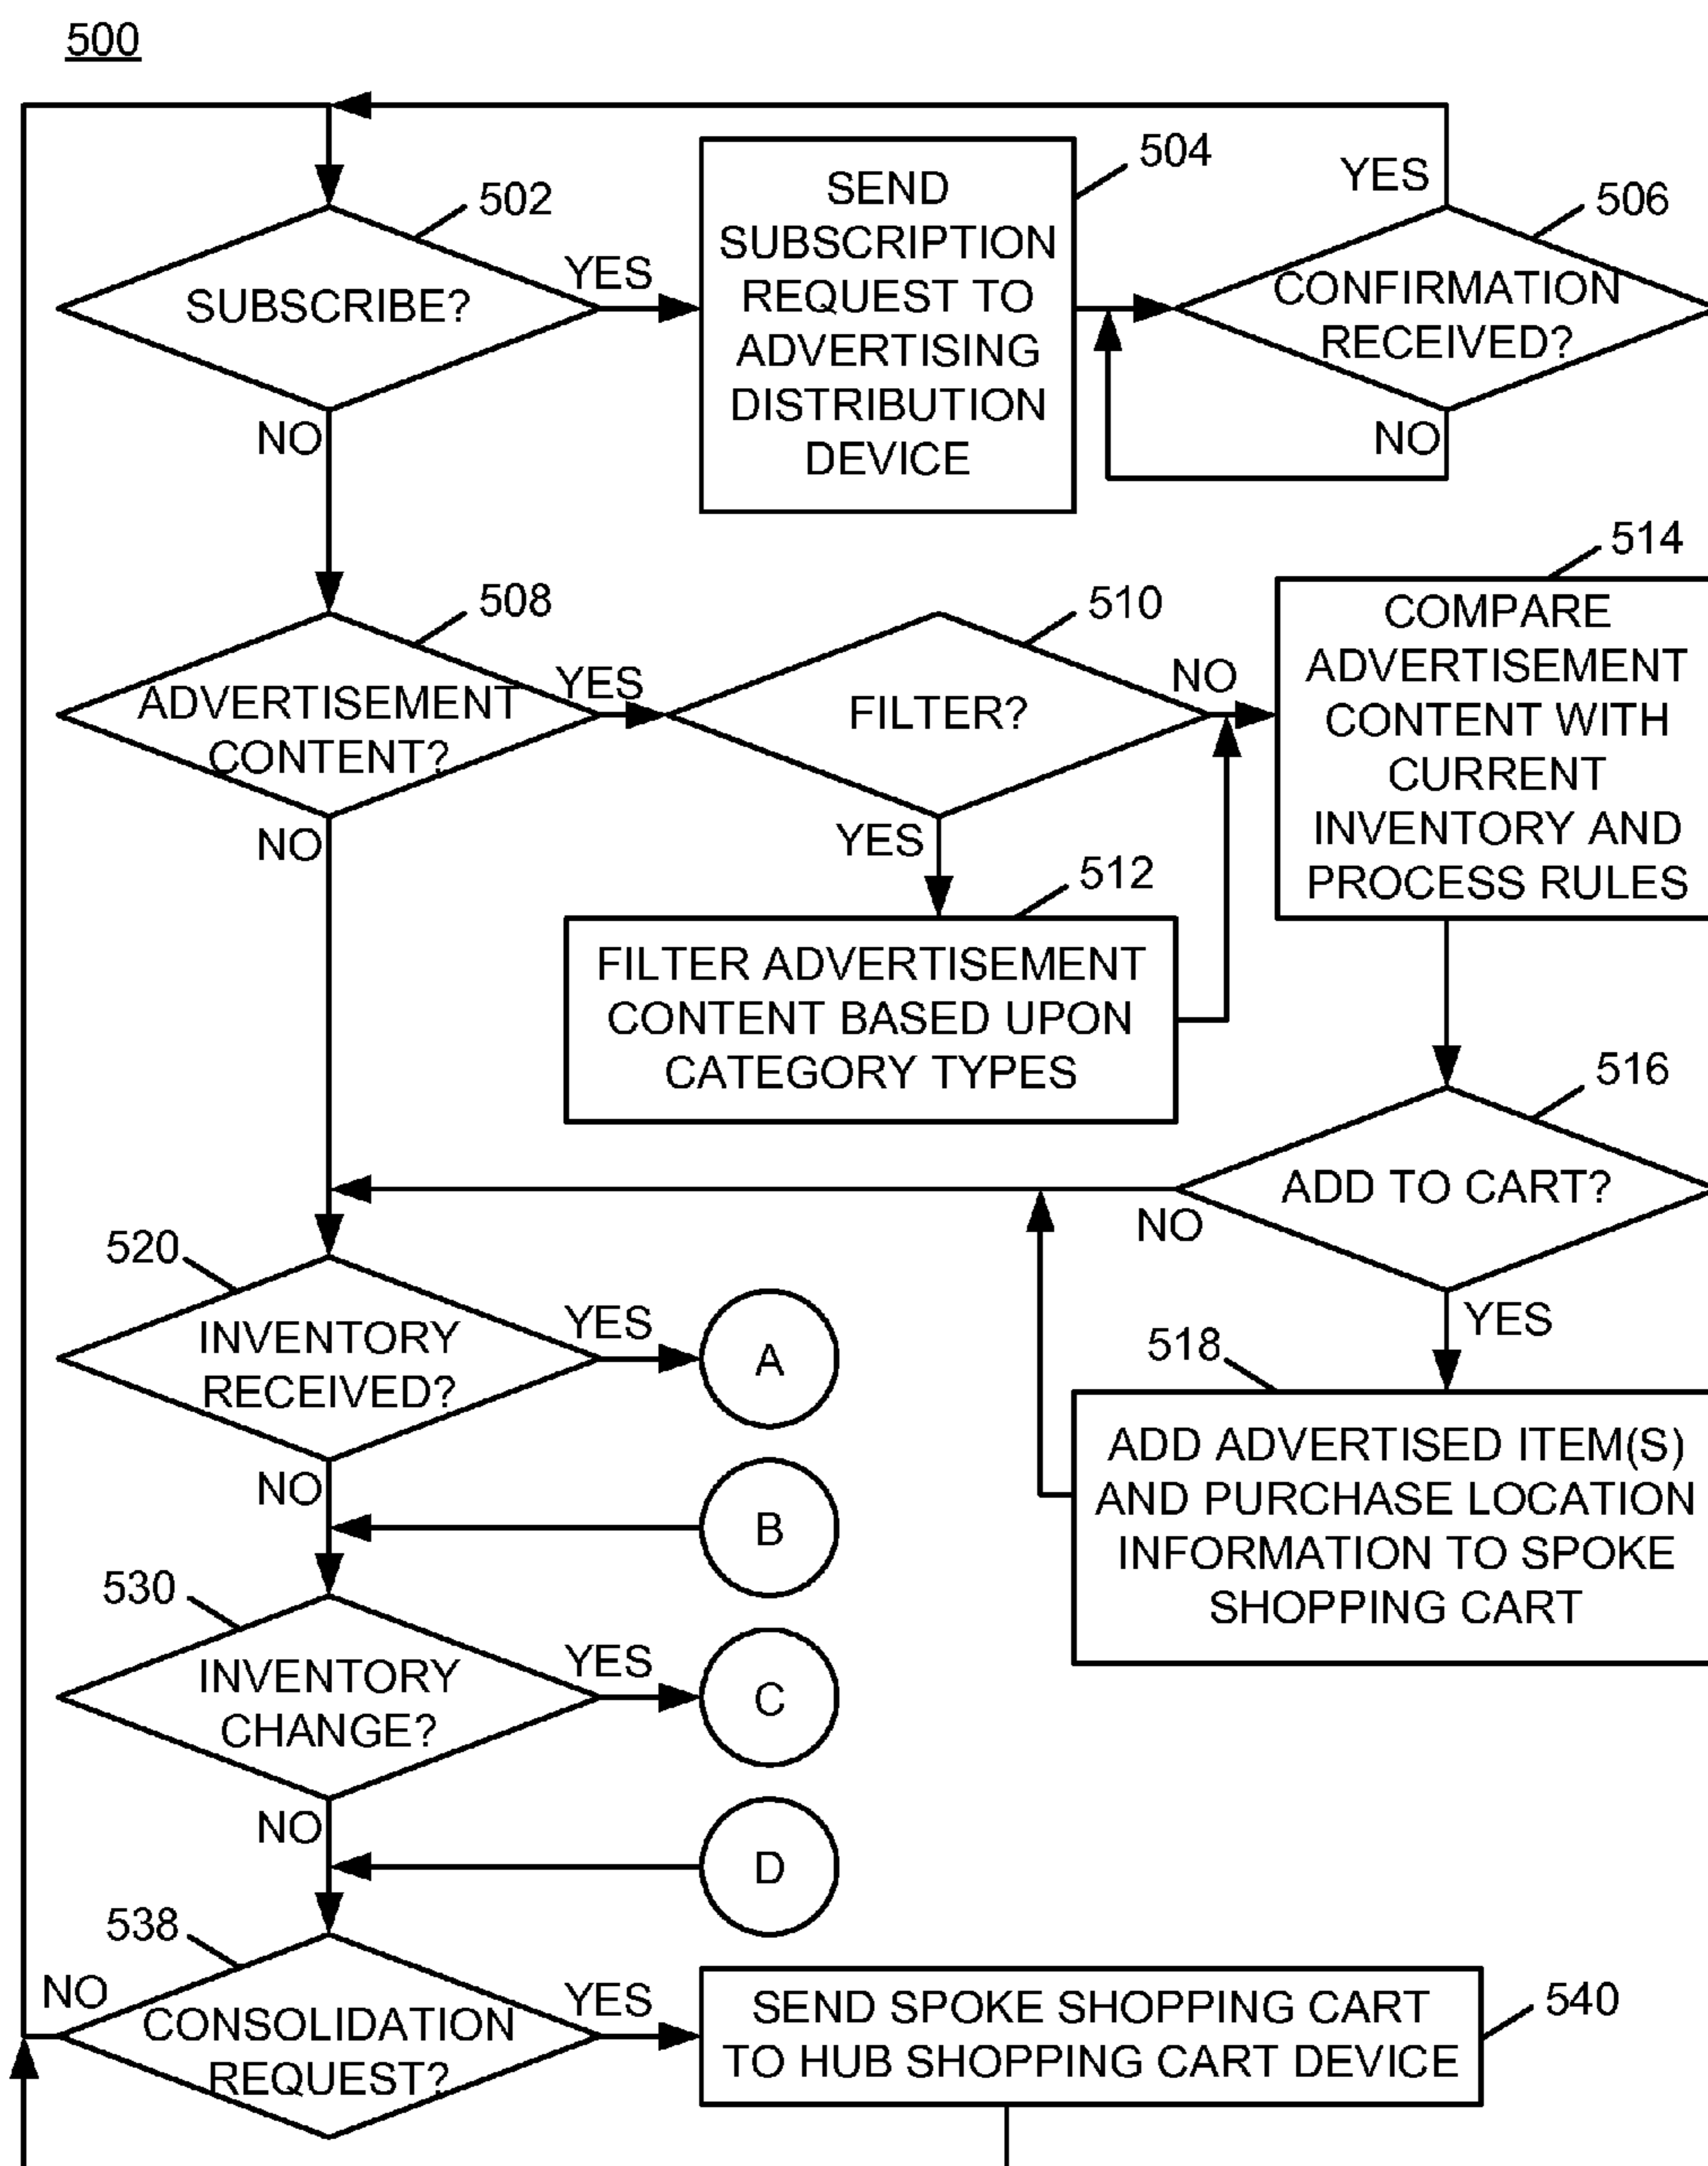 500
502
SUBSCRIBE?
YES
NO
504
SEND
SUBSCRIPTION
REQUEST TO
ADVERTISING
DISTRIBUTION
DEVICE
YES
506
CONFIRMATION
RECEIVED?
NO
508
ADVERTISEMENT
CONTENT?
YES
NO
510
FILTER?
NO
YES
512
FILTER ADVERTISEMENT
CONTENT BASED UPON
CATEGORY TYPES
514
COMPARE
ADVERTISEMENT
CONTENT WITH
CURRENT
INVENTORY AND
PROCESS RULES
516
ADD TO CART?
NO
YES
518
ADD ADVERTISED ITEM(S)
AND PURCHASE LOCATION
INFORMATION TO SPOKE
SHOPPING CART
520
INVENTORY
RECEIVED?
YES
A
NO
B
530
INVENTORY
CHANGE?
YES
C
NO
D
538
NO
CONSOLIDATION
REQUEST?
YES
SEND SPOKE SHOPPING CART
TO HUB SHOPPING CART DEVICE
540